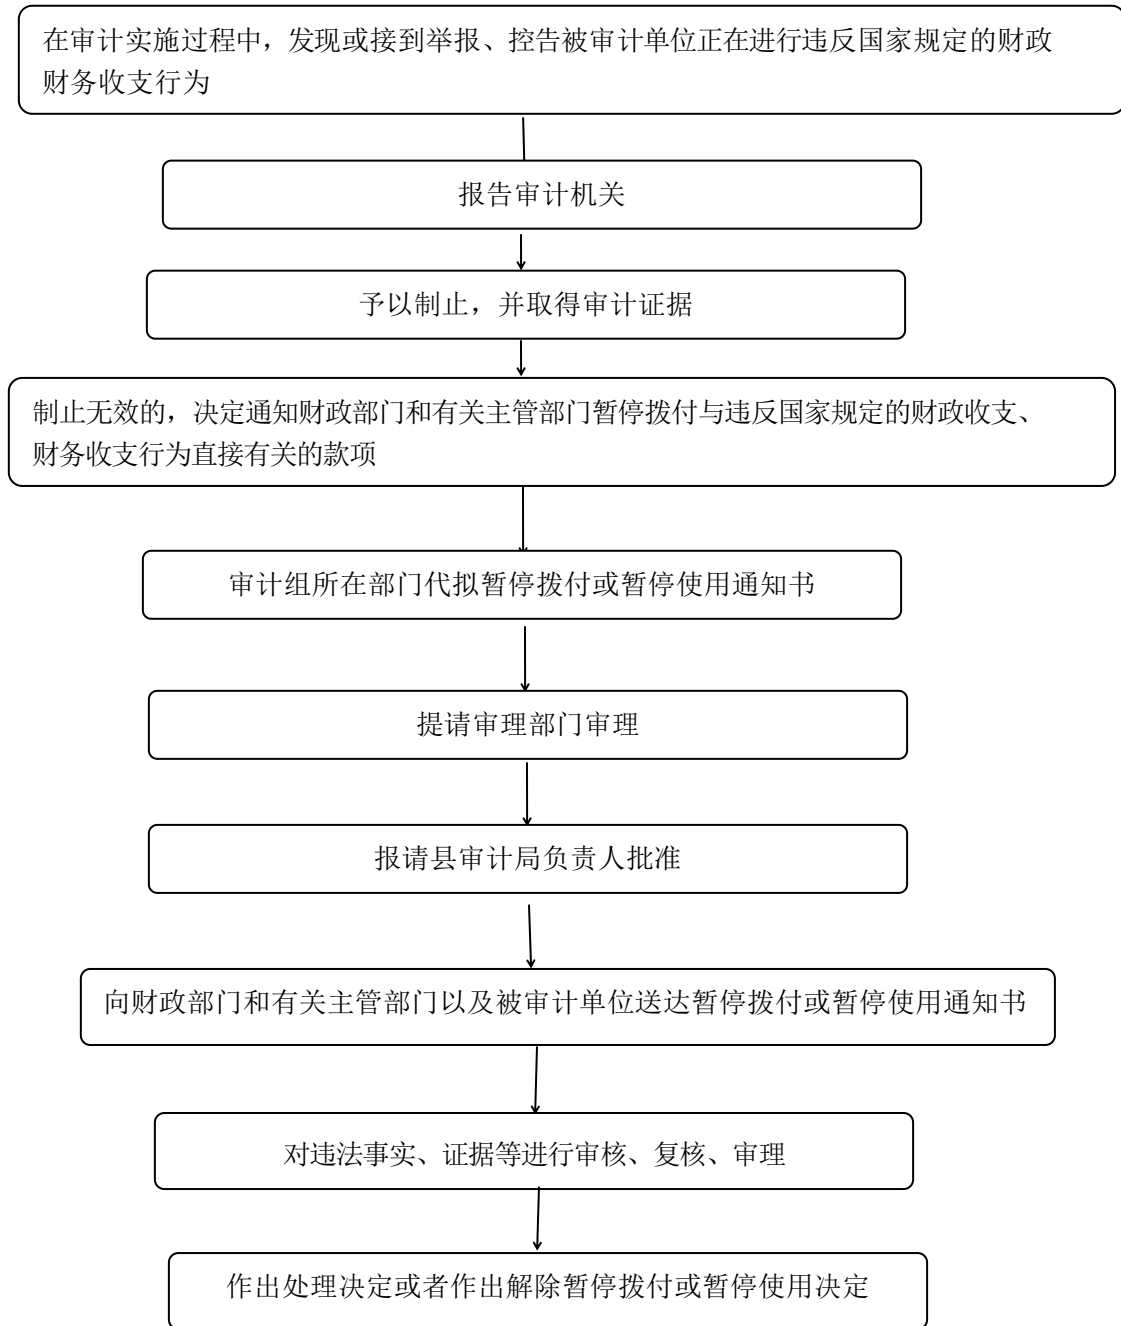 在审计实施过程中，发现或接到举报、控告被审计单位正在进行违反国家规定的财政
财务收支行为
报告审计机关
予以制止，并取得审计证据
制止无效的，决定通知财政部门和有关主管部门暂停拨付与违反国家规定的财政收支、
财务收支行为直接有关的款项
审计组所在部门代拟暂停拨付或暂停使用通知书
提请审理部门审理
报请县审计局负责人批准
向财政部门和有关主管部门以及被审计单位送达暂停拨付或暂停使用通知书
对违法事实、证据等进行审核、复核、审理
作出处理决定或者作出解除暂停拨付或暂停使用决定